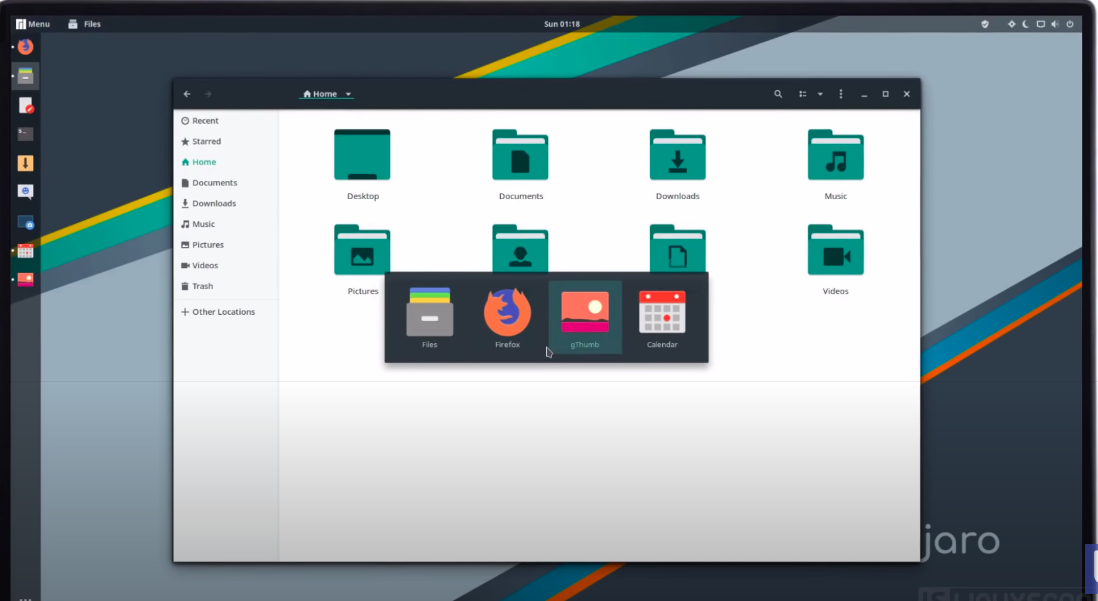 Menu Files Sun 01:18
Home
Recent
Starred
Home
Documents
Downloads
Music
Pictures
Videos
Trash
Other Locations
Desktop Documents Downloads Music
Pictures Videos
Files Firefox gThumb Calendar
jaro